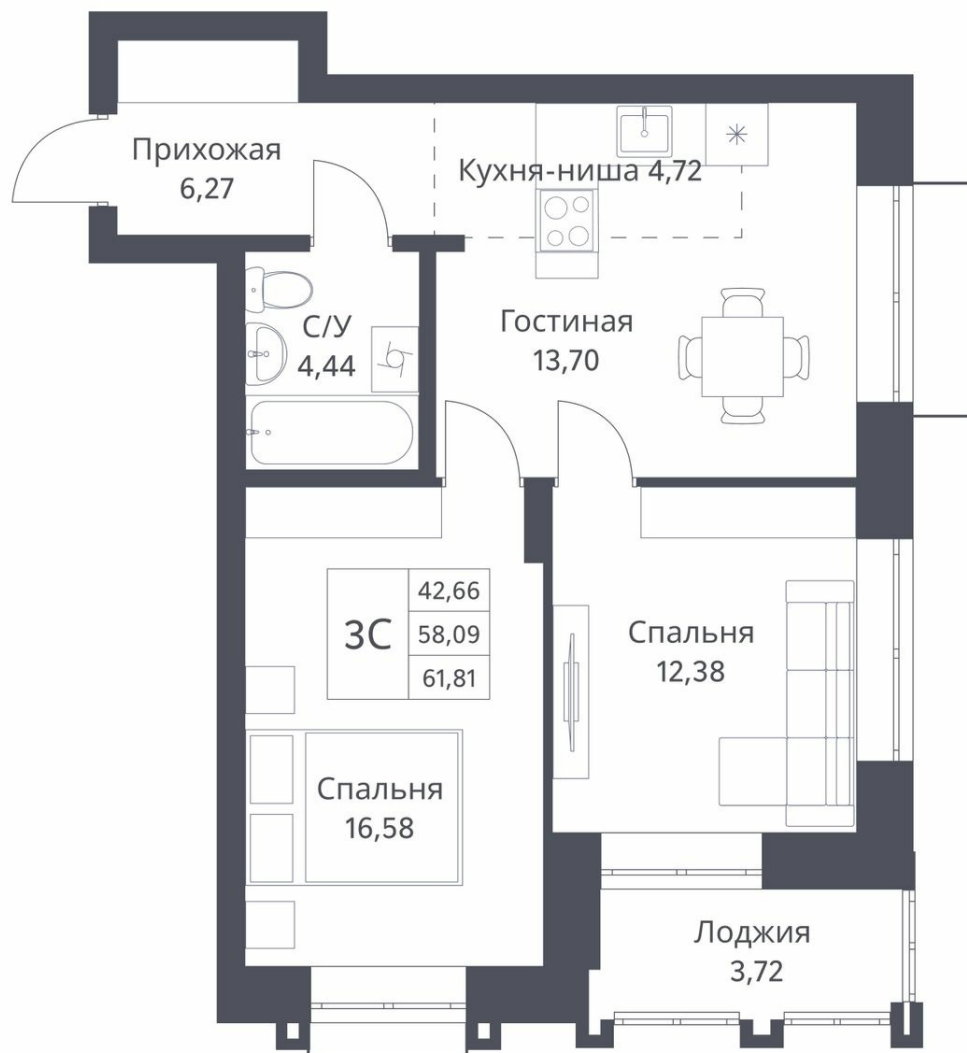 Прихожая
6,27
Кухня-ниша 4,72
С/У
4,44
Гостиная
13,70
3С
42,66
58,09
61,81
Спальня
12,38
Спальня
16,58
Лоджия
3,72